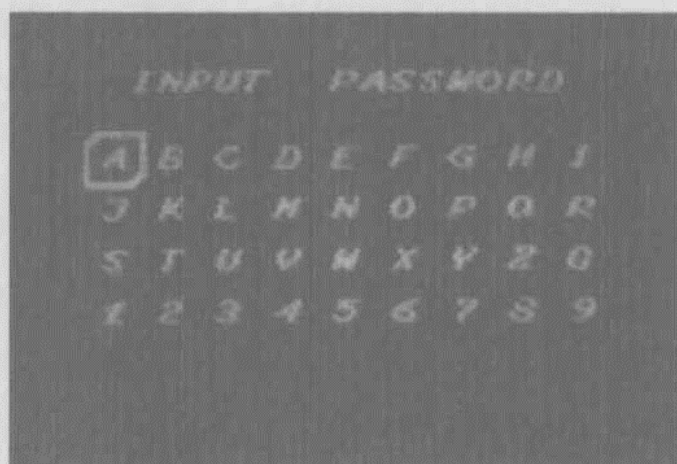 INPUT PASSWORD
A B C D E F G H I
J K L M N O P Q R
S T U V W X Y Z 0
1 2 3 4 5 6 7 8 9